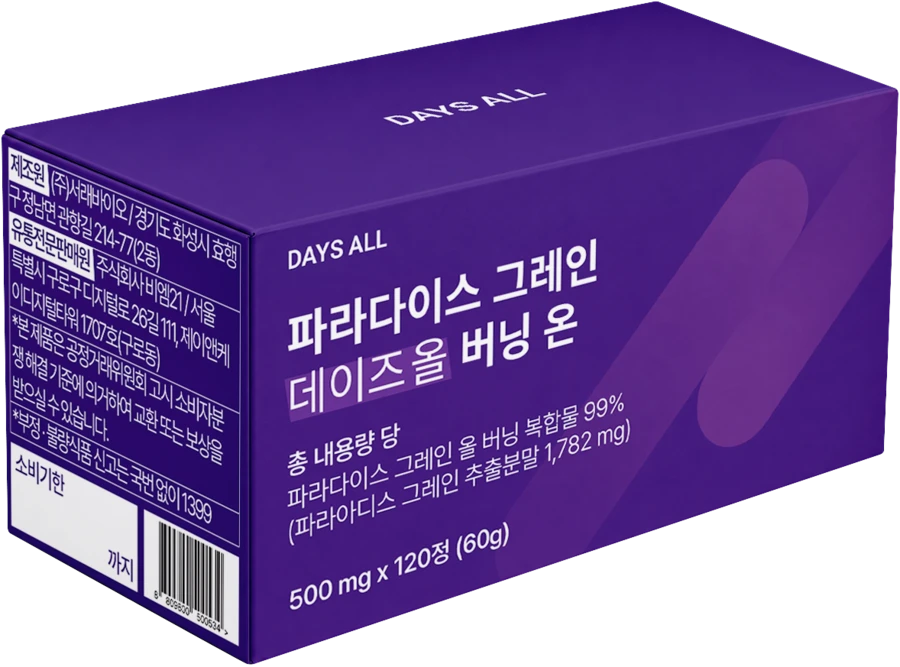 DAYS ALL
제조원 (주)서래바이오 / 경기도 화성시 효행
구 정남면 관항길 214-77(2동)
유통전문판매원 주식회사 비엠21 / 서울
특별시 구로구 디지털로 26길 111, 제이앤케
이디지털타워 1707호(구로동)
*본 제품은 공정거래위원회 고시 소비자분
쟁 해결 기준에 의거하여 교환 또는 보상을
받으실 수 있습니다.
*부정·불량식품 신고는 국번 없이 1399
소비기한
까지
8 809800 500634 >
DAYS ALL
파라다이스 그레인
데이즈 올 버닝 온
총 내용량 당
파라다이스 그레인 올 버닝 복합물 99%
(파라아디스 그레인 추출분말 1,782 mg)
500 mg x 120정 (60g)